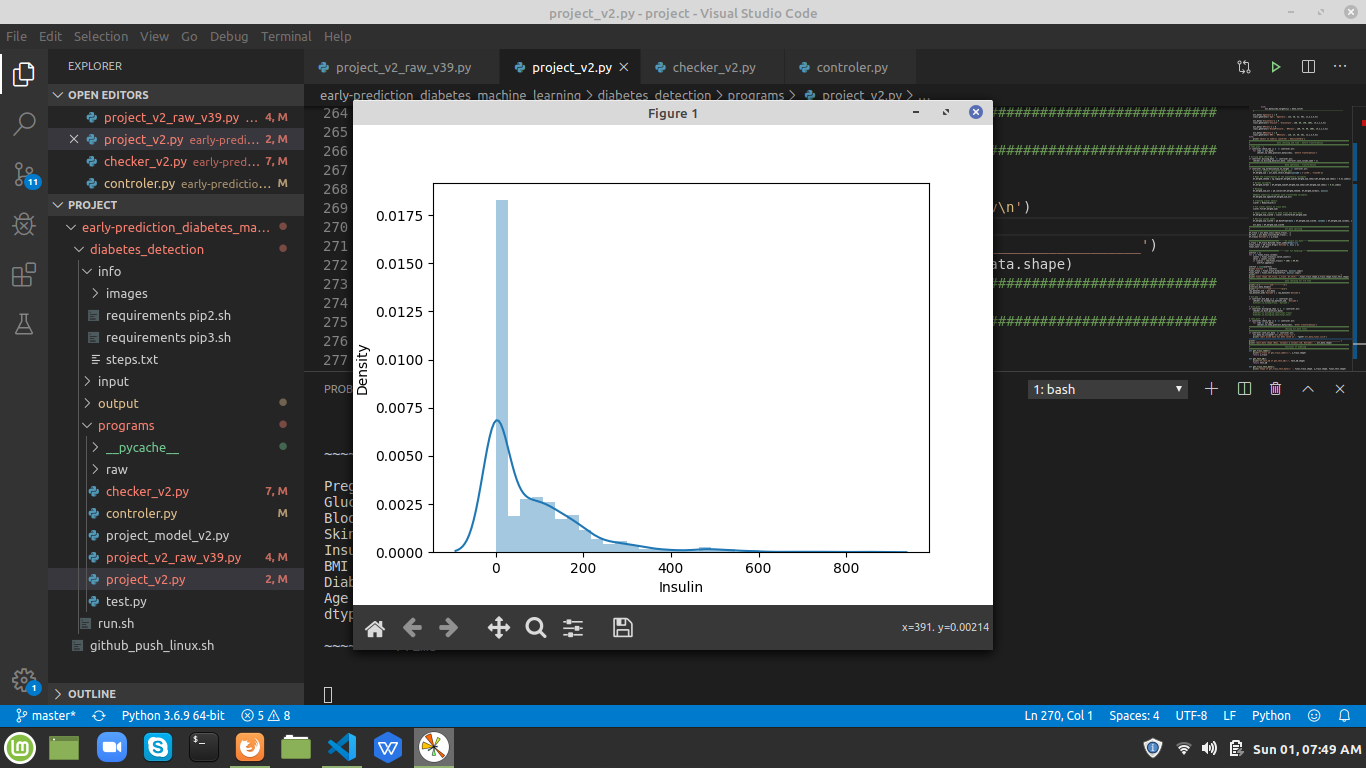 project_v2.py - project - Visual Studio Code
File Edit Selection View Go Debug Terminal Help
EXPLORER
OPEN EDITORS
project_v2_raw_v39.py ... 4, M
project_v2.py early-predi... 2, M
checker_v2.py early-pred... 7, M
controler.py early-predictio... M
PROJECT
early-prediction_diabetes_ma...
diabetes_detection
info
images
requirements pip2.sh
requirements pip3.sh
steps.txt
input
output
programs
__pycache__
raw
checker_v2.py 7, M
controler.py M
project_model_v2.py
project_v2_raw_v39.py 4, M
project_v2.py 2, M
test.py
run.sh
github_push_linux.sh
OUTLINE
11
1
project_v2_raw_v39.py project_v2.py checker_v2.py controler.py
early-prediction_diabetes_machine_learning > diabetes_detection > programs > project_v2.py > ...
264 ##########################
265
266 ##########################
267
268
269 \n')
270
271 _________________')
272 ata.shape)
273 ##########################
274
275 ##########################
276
277
Figure 1
0.0175
0.0150
0.0125
0.0100
0.0075
0.0050
0.0025
0.0000
Density
0 200 400 600 800
Insulin
x=391. y=0.00214
PROB
1: bash
~~~~
Preg
Gluc
Bloo
Skin
Insu
BMI
Diab
Age
dtyp
master* Python 3.6.9 64-bit 5 8 Ln 270, Col 1 Spaces: 4 UTF-8 LF Python
Sun 01, 07:49 AM